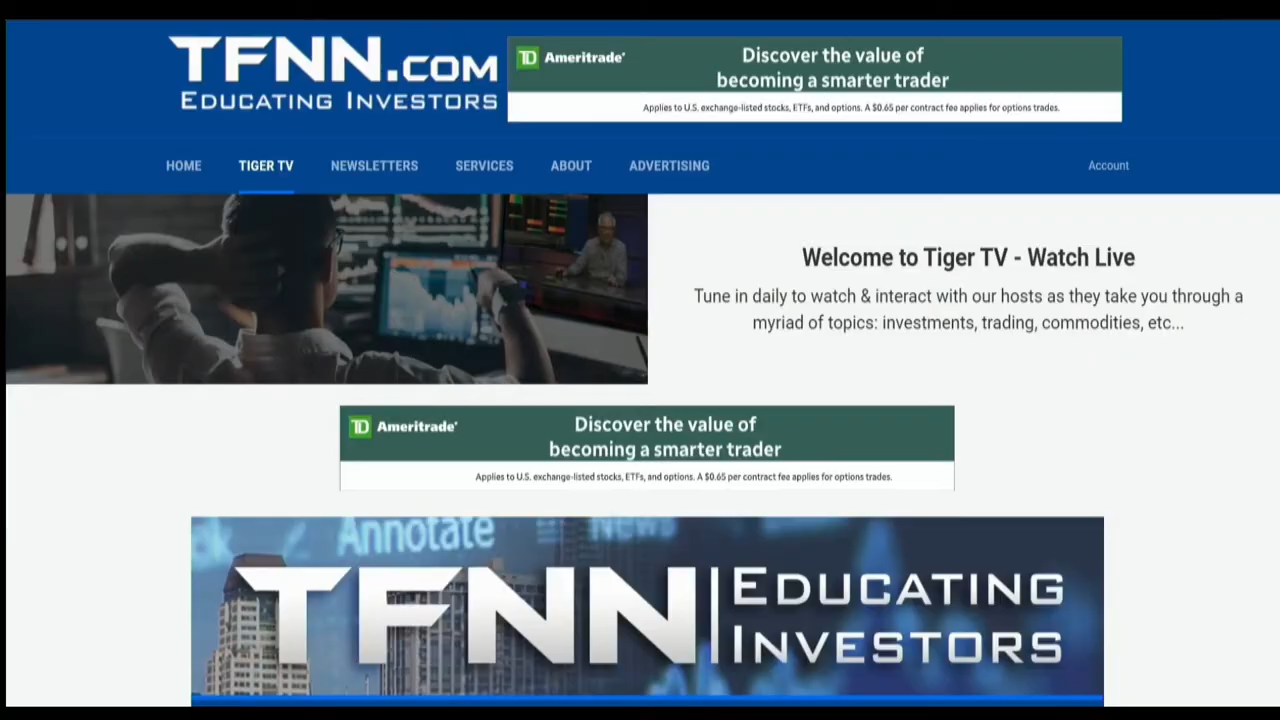 TFNN.COM
EDUCATING INVESTORS
TD Ameritrade®
Discover the value of
becoming a smarter trader
Applies to U.S. exchange-listed stocks, ETFs, and options. A $0.65 per contract fee applies for options trades.
HOME TIGER TV NEWSLETTERS SERVICES ABOUT ADVERTISING Account
Welcome to Tiger TV - Watch Live
Tune in daily to watch & interact with our hosts as they take you through a
myriad of topics: investments, trading, commodities, etc...
TD Ameritrade®
Discover the value of
becoming a smarter trader
Applies to U.S. exchange-listed stocks, ETFs, and options. A $0.65 per contract fee applies for options trades.
Annotate News
TFNN EDUCATING
INVESTORS